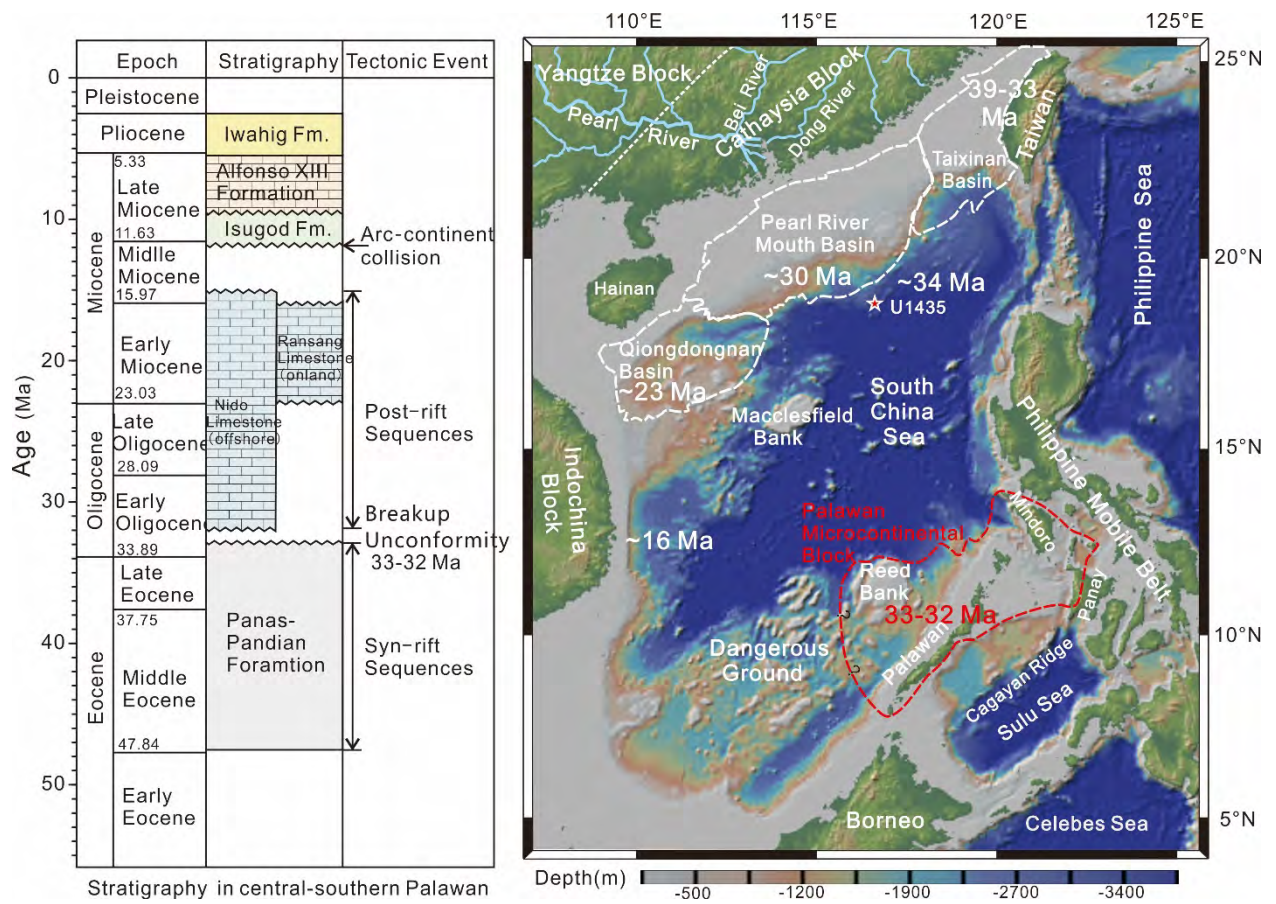 Epoch
Stratigraphy
Tectonic Event
0
10
20
30
40
50
Age (Ma)
Pleistocene
Pliocene
Miocene
5.33
Late
Miocene
11.63
Midlle
Miocene
15.97
Early
Miocene
23.03
Oligocene
Late
Oligocene
28.09
Early
Oligocene
33.89
Eocene
Late
Eocene
37.75
Middle
Eocene
47.84
Early
Eocene
Iwahig Fm.
Alfonso XIII
Formation
Isugod Fm.
Ransang
Limestone
(onland)
Nido
Limestone
(offshore)
Panas-
Pandian
Foramtion
Arc-continent
collision
Post-rift
Sequences
Breakup
Unconformity
33-32 Ma
Syn-rift
Sequences
Stratigraphy in central-southern Palawan
110°E
115°E
120°E
125°E
25°N
20°N
15°N
10°N
5°N
Yangtze Block
Bei River
Cathaysia Block
Dong River
Pearl River
39-33
Ma
Taiwan
Taixinan
Basin
Philippine Sea
Pearl River
Mouth Basin
~30 Ma
~34 Ma
U1435
Hainan
Qiongdongnan
Basin
~23 Ma
Macclesfield
Bank
South
China
Sea
Indochina
Block
~16 Ma
Philippine Mobile Belt
Palawan
Microcontinental
Block
Mindoro
Reed
Bank
33-32 Ma
Panay
?
?
Dangerous
Ground
Palawan
Cagayan Ridge
Sulu Sea
Borneo
Celebes Sea
Depth(m)
-500
-1200
-1900
-2700
-3400